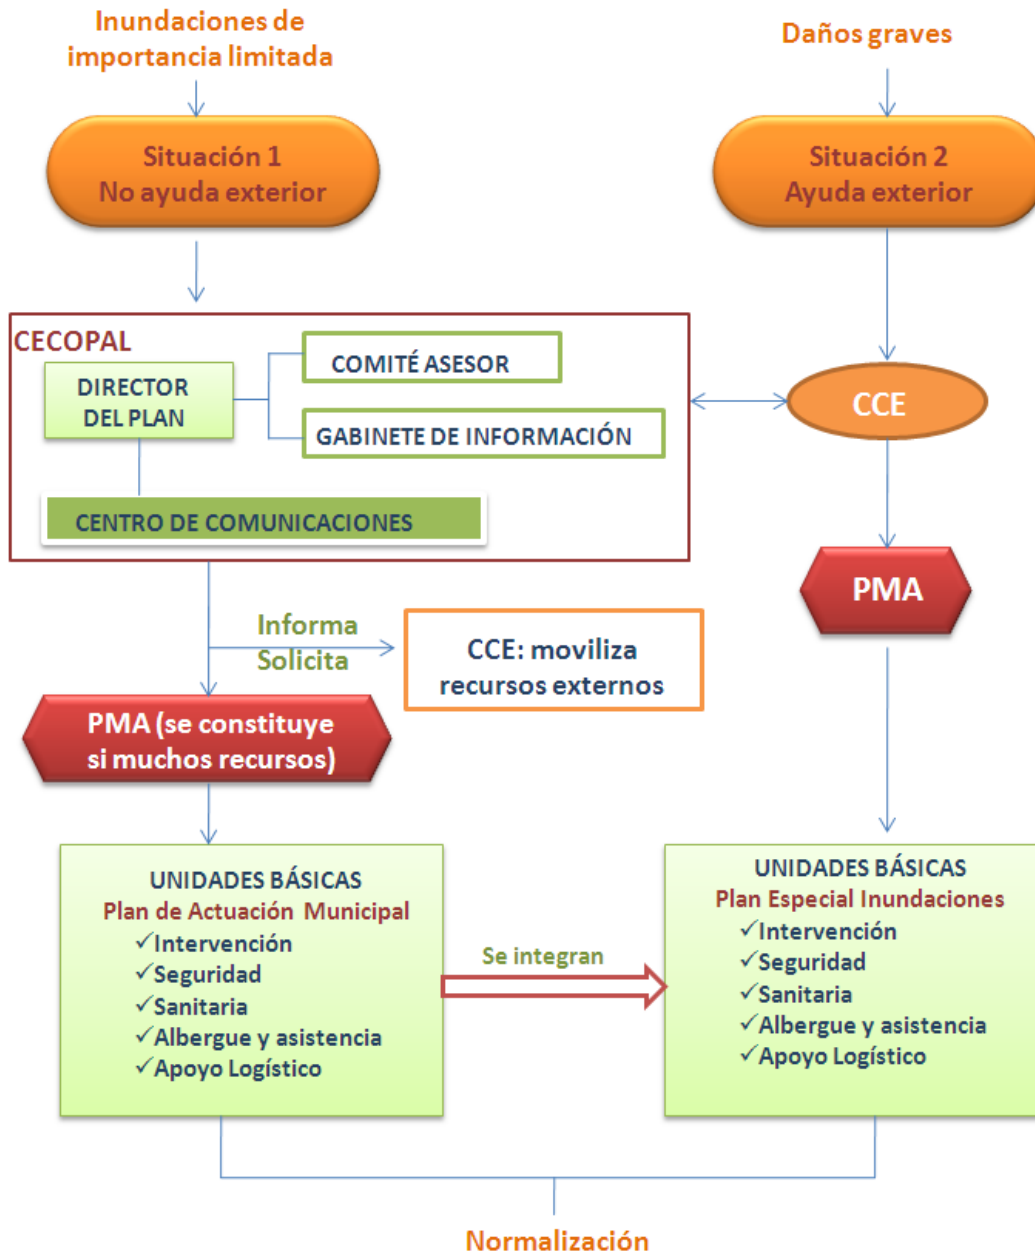 Inundaciones de
importancia limitada
Daños graves
Situación 1
No ayuda exterior
Situación 2
Ayuda exterior
CECOPAL
DIRECTOR
DEL PLAN
COMITÉ ASESOR
GABINETE DE INFORMACIÓN
CENTRO DE COMUNICACIONES
CCE
PMA
Informa
Solicita
CCE: moviliza
recursos externos
PMA (se constituye
si muchos recursos)
UNIDADES BÁSICAS
Plan de Actuación Municipal
✓Intervención
✓Seguridad
✓Sanitaria
✓Albergue y asistencia
✓Apoyo Logístico
Se integran
UNIDADES BÁSICAS
Plan Especial Inundaciones
✓Intervención
✓Seguridad
✓Sanitaria
✓Albergue y asistencia
✓Apoyo Logístico
Normalización